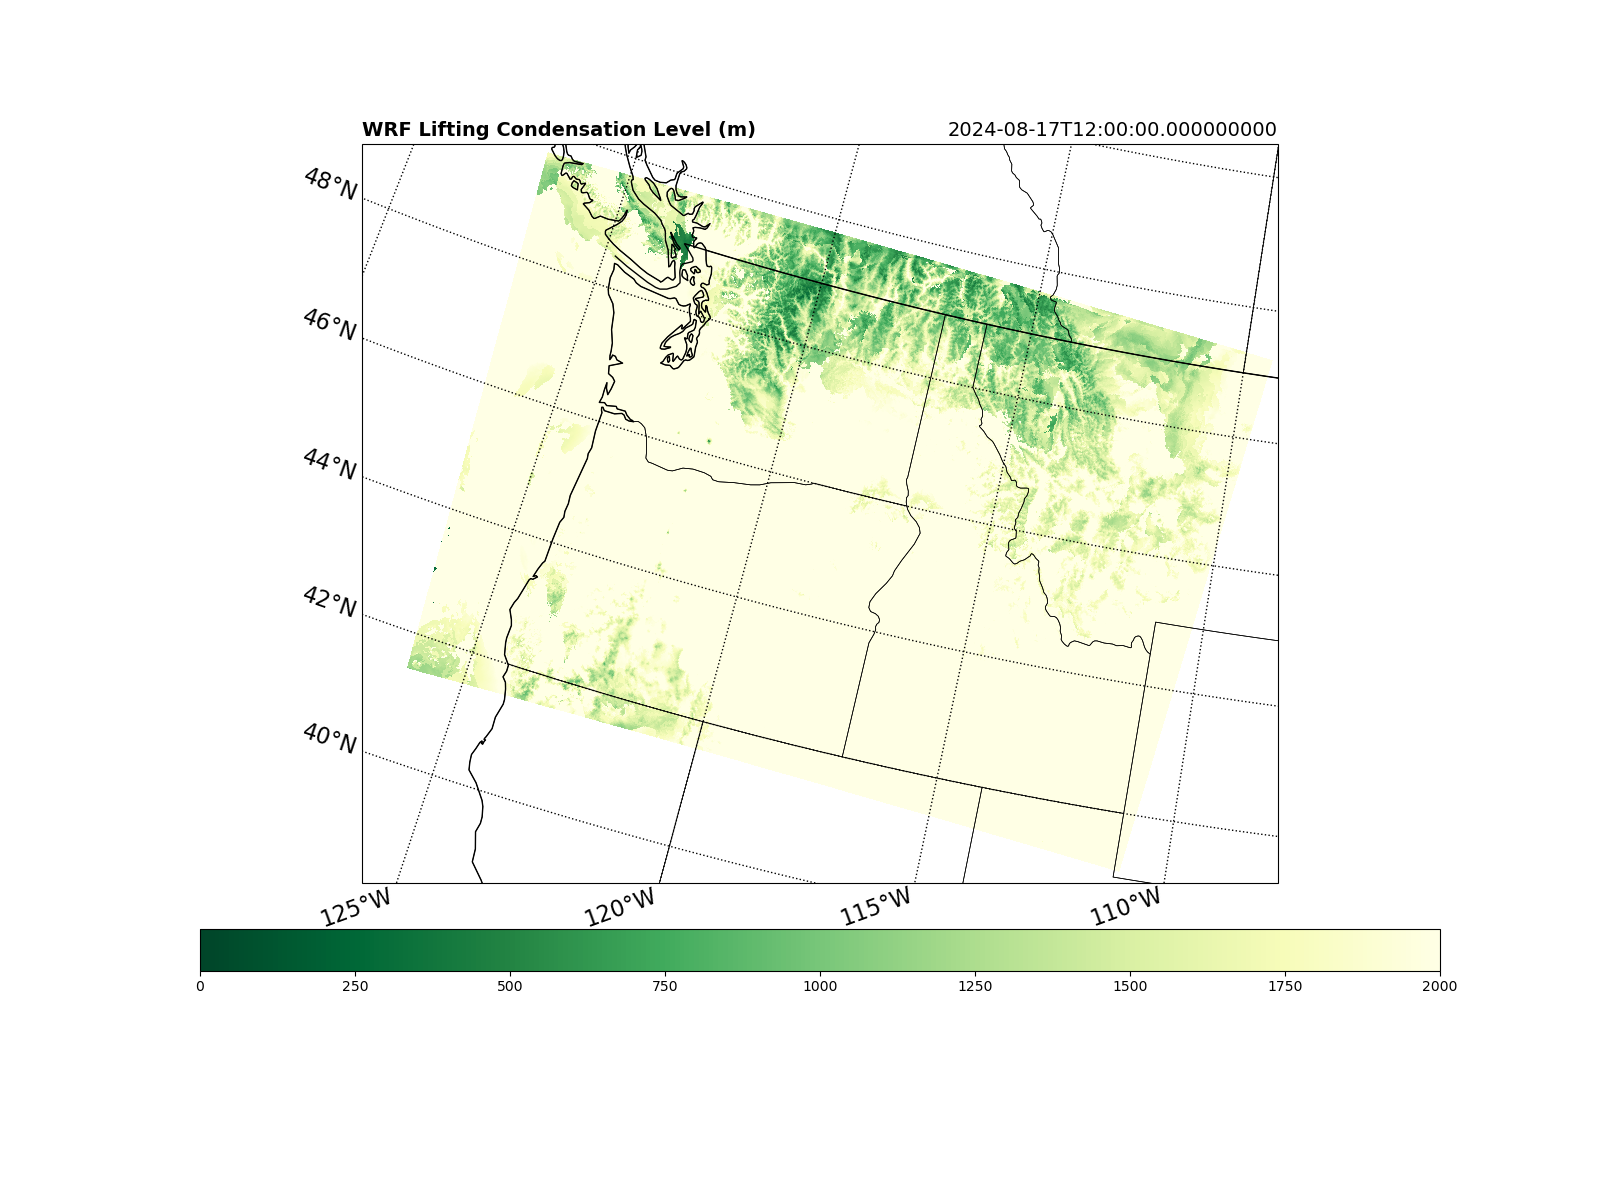 WRF Lifting Condensation Level (m)
2024-08-17T12:00:00.000000000
48°N
46°N
44°N
42°N
40°N
125°W
120°W
115°W
110°W
0
250
500
750
1000
1250
1500
1750
2000